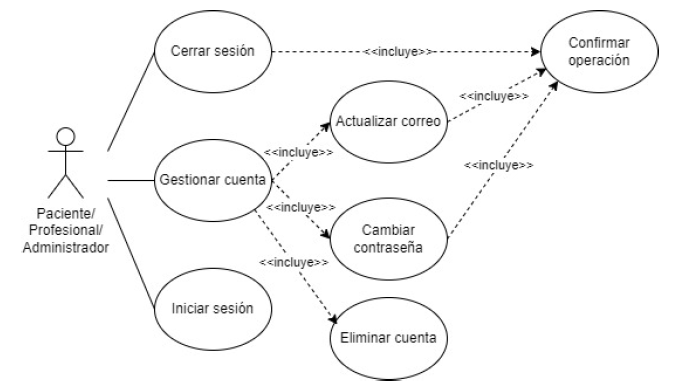 Cerrar sesión
<<incluye>>
Confirmar
operación
<<incluye>>
Actualizar correo
<<incluye>>
Gestionar cuenta
<<incluye>>
<<incluye>>
Paciente/
Profesional/
Administrador
Cambiar
contraseña
<<incluye>>
Iniciar sesión
Eliminar cuenta